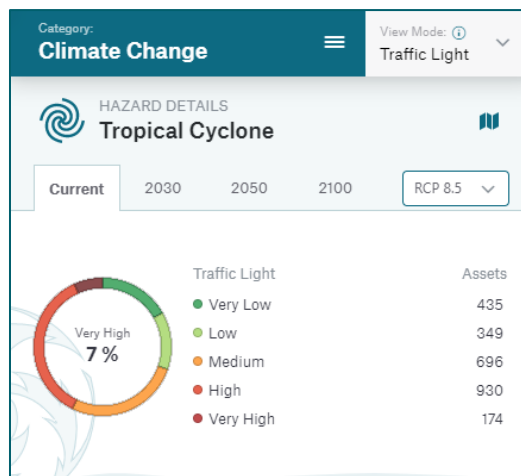 Category:
Climate Change
View Mode:
Traffic Light
HAZARD DETAILS
Tropical Cyclone
Current 2030 2050 2100 RCP 8.5
Traffic Light Assets
Very Low 435
Low 349
Medium 696
High 930
Very High 174
Very High
7 %